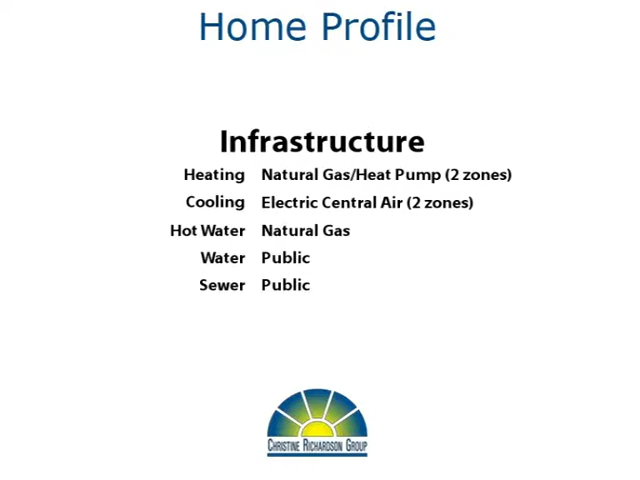 Home Profile
Infrastructure
Heating Natural Gas/Heat Pump (2 zones)
Cooling Electric Central Air (2 zones)
Hot Water Natural Gas
Water Public
Sewer Public
CHRISTINE RICHARDSON GROUP